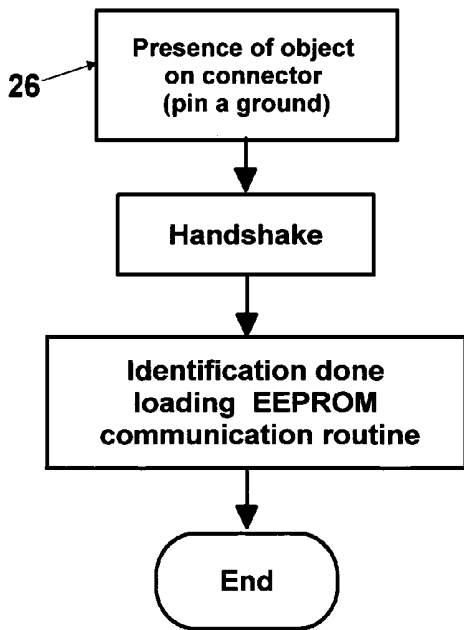 Presence of object
on connector
(pin a ground)
26
Handshake
Identification done
loading EEPROM
communication routine
End